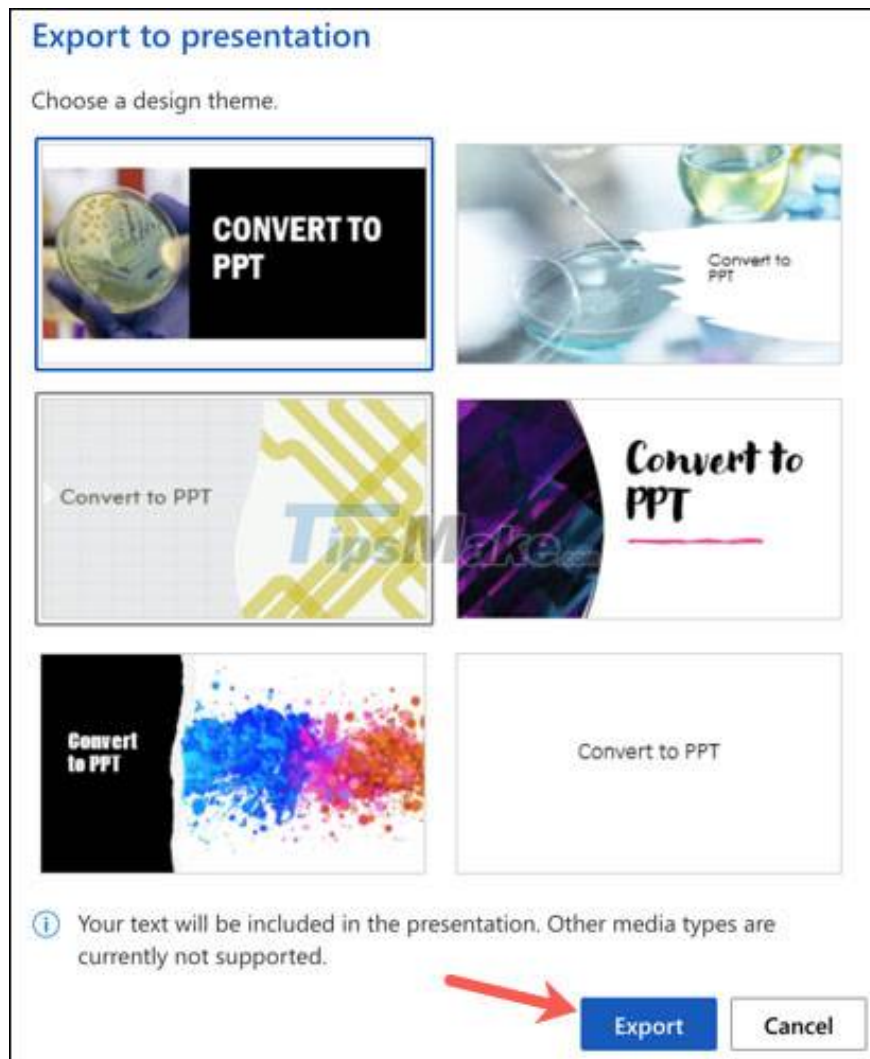 Export to presentation
Choose a design theme.
CONVERT TO
PPT
Convert to
PPT
Convert to PPT
Convert to
PPT
TipsMake.com
Convert
to PPT
Convert to PPT
Your text will be included in the presentation. Other media types are
currently not supported.
Export
Cancel